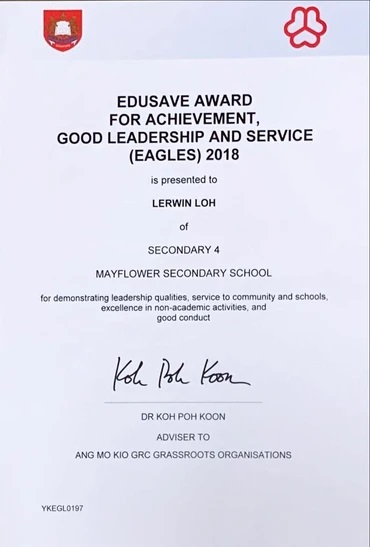 EDUSAVE AWARD
FOR ACHIEVEMENT,
GOOD LEADERSHIP AND SERVICE
(EAGLES) 2018
is presented to
LERWIN LOH
of
SECONDARY 4
MAYFLOWER SECONDARY SCHOOL
for demonstrating leadership qualities, service to community and schools,
excellence in non-academic activities, and
good conduct
Koh Poh Koon
DR KOH POH KOON
ADVISER TO
ANG MO KIO GRC GRASSROOTS ORGANISATIONS
YKEGL0197